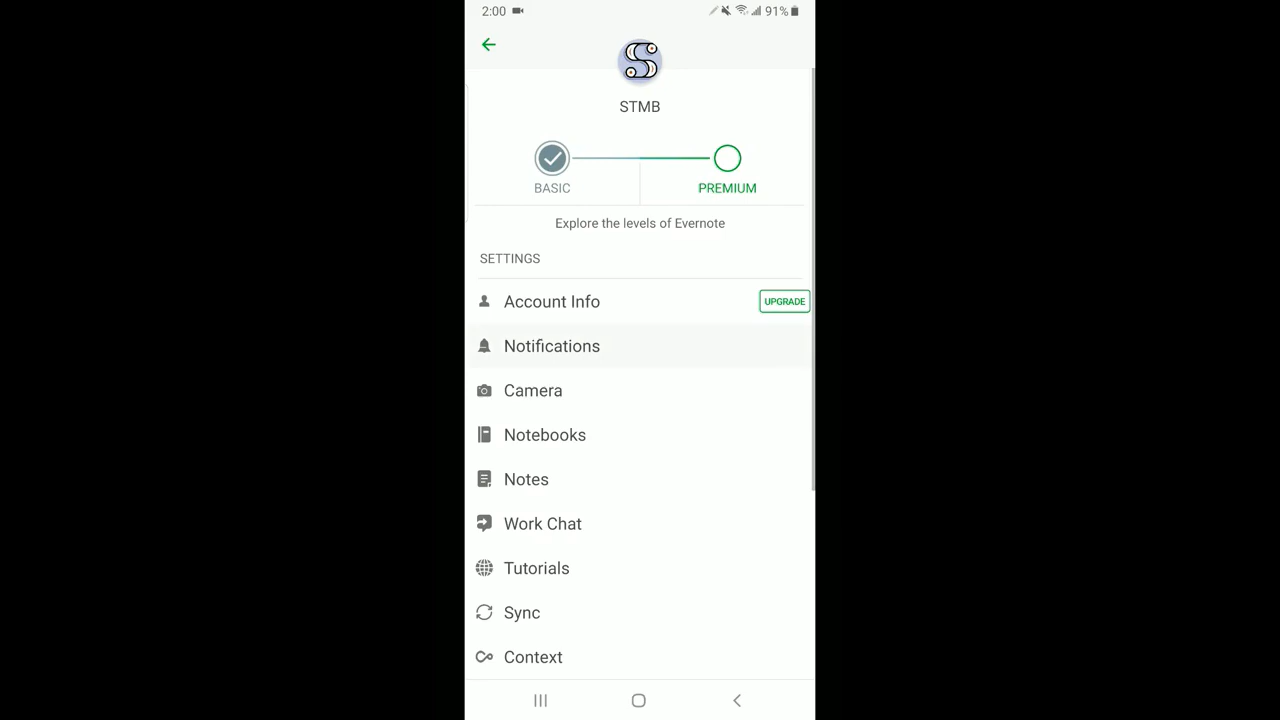 2:00 91%
STMB
BASIC PREMIUM
Explore the levels of Evernote
SETTINGS
Account Info UPGRADE
Notifications
Camera
Notebooks
Notes
Work Chat
Tutorials
Sync
Context